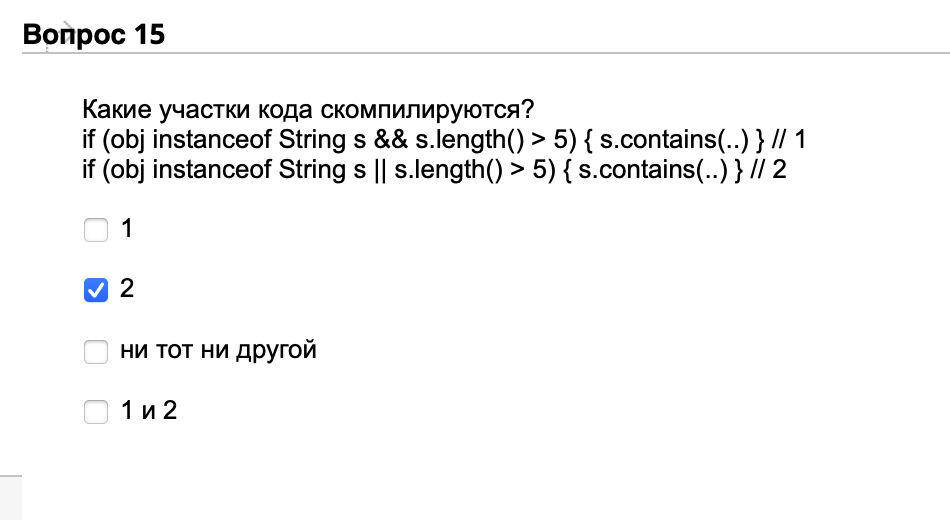 Вопрос 15
Какие участки кода скомпилируются?
if (obj instanceof String s && s.length() > 5) { s.contains(..) } // 1
if (obj instanceof String s || s.length() > 5) { s.contains(..) } // 2
1
2
ни тот ни другой
1 и 2